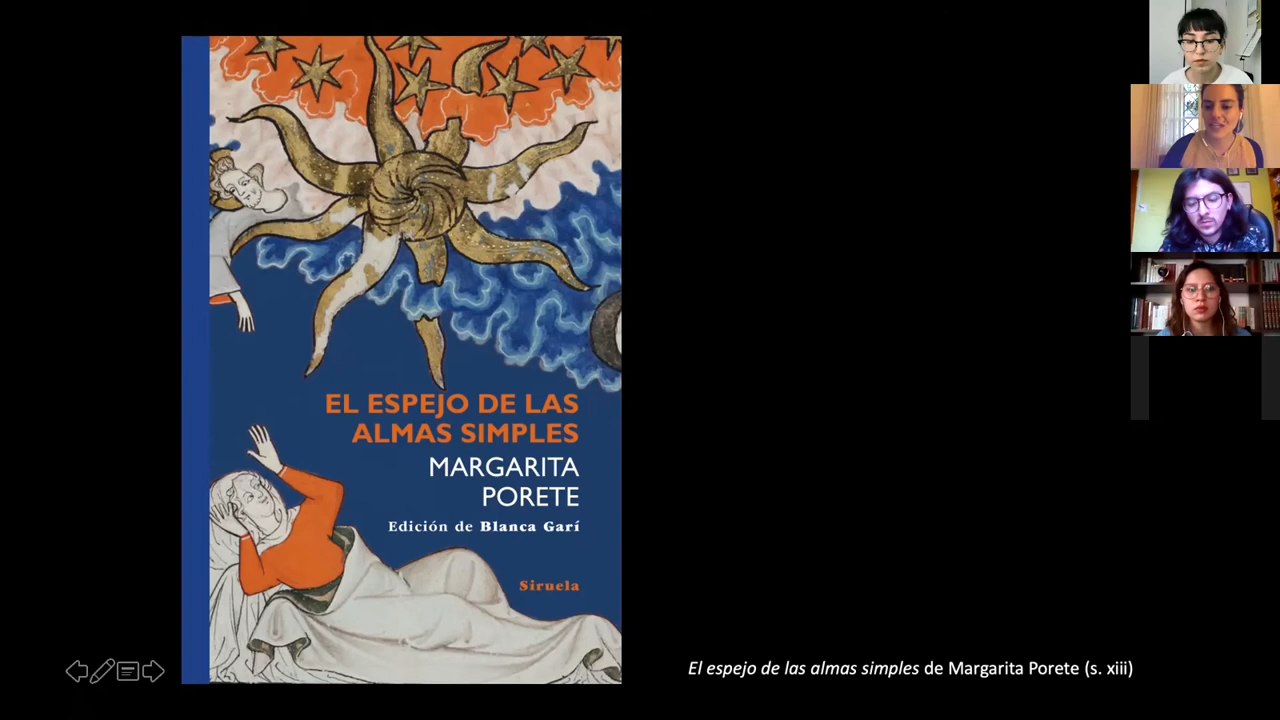 EL ESPEJO DE LAS
ALMAS SIMPLES
MARGARITA
PORETE
Edición de Blanca Garí
Siruela
El espejo de las almas simples de Margarita Porete (s. xiii)